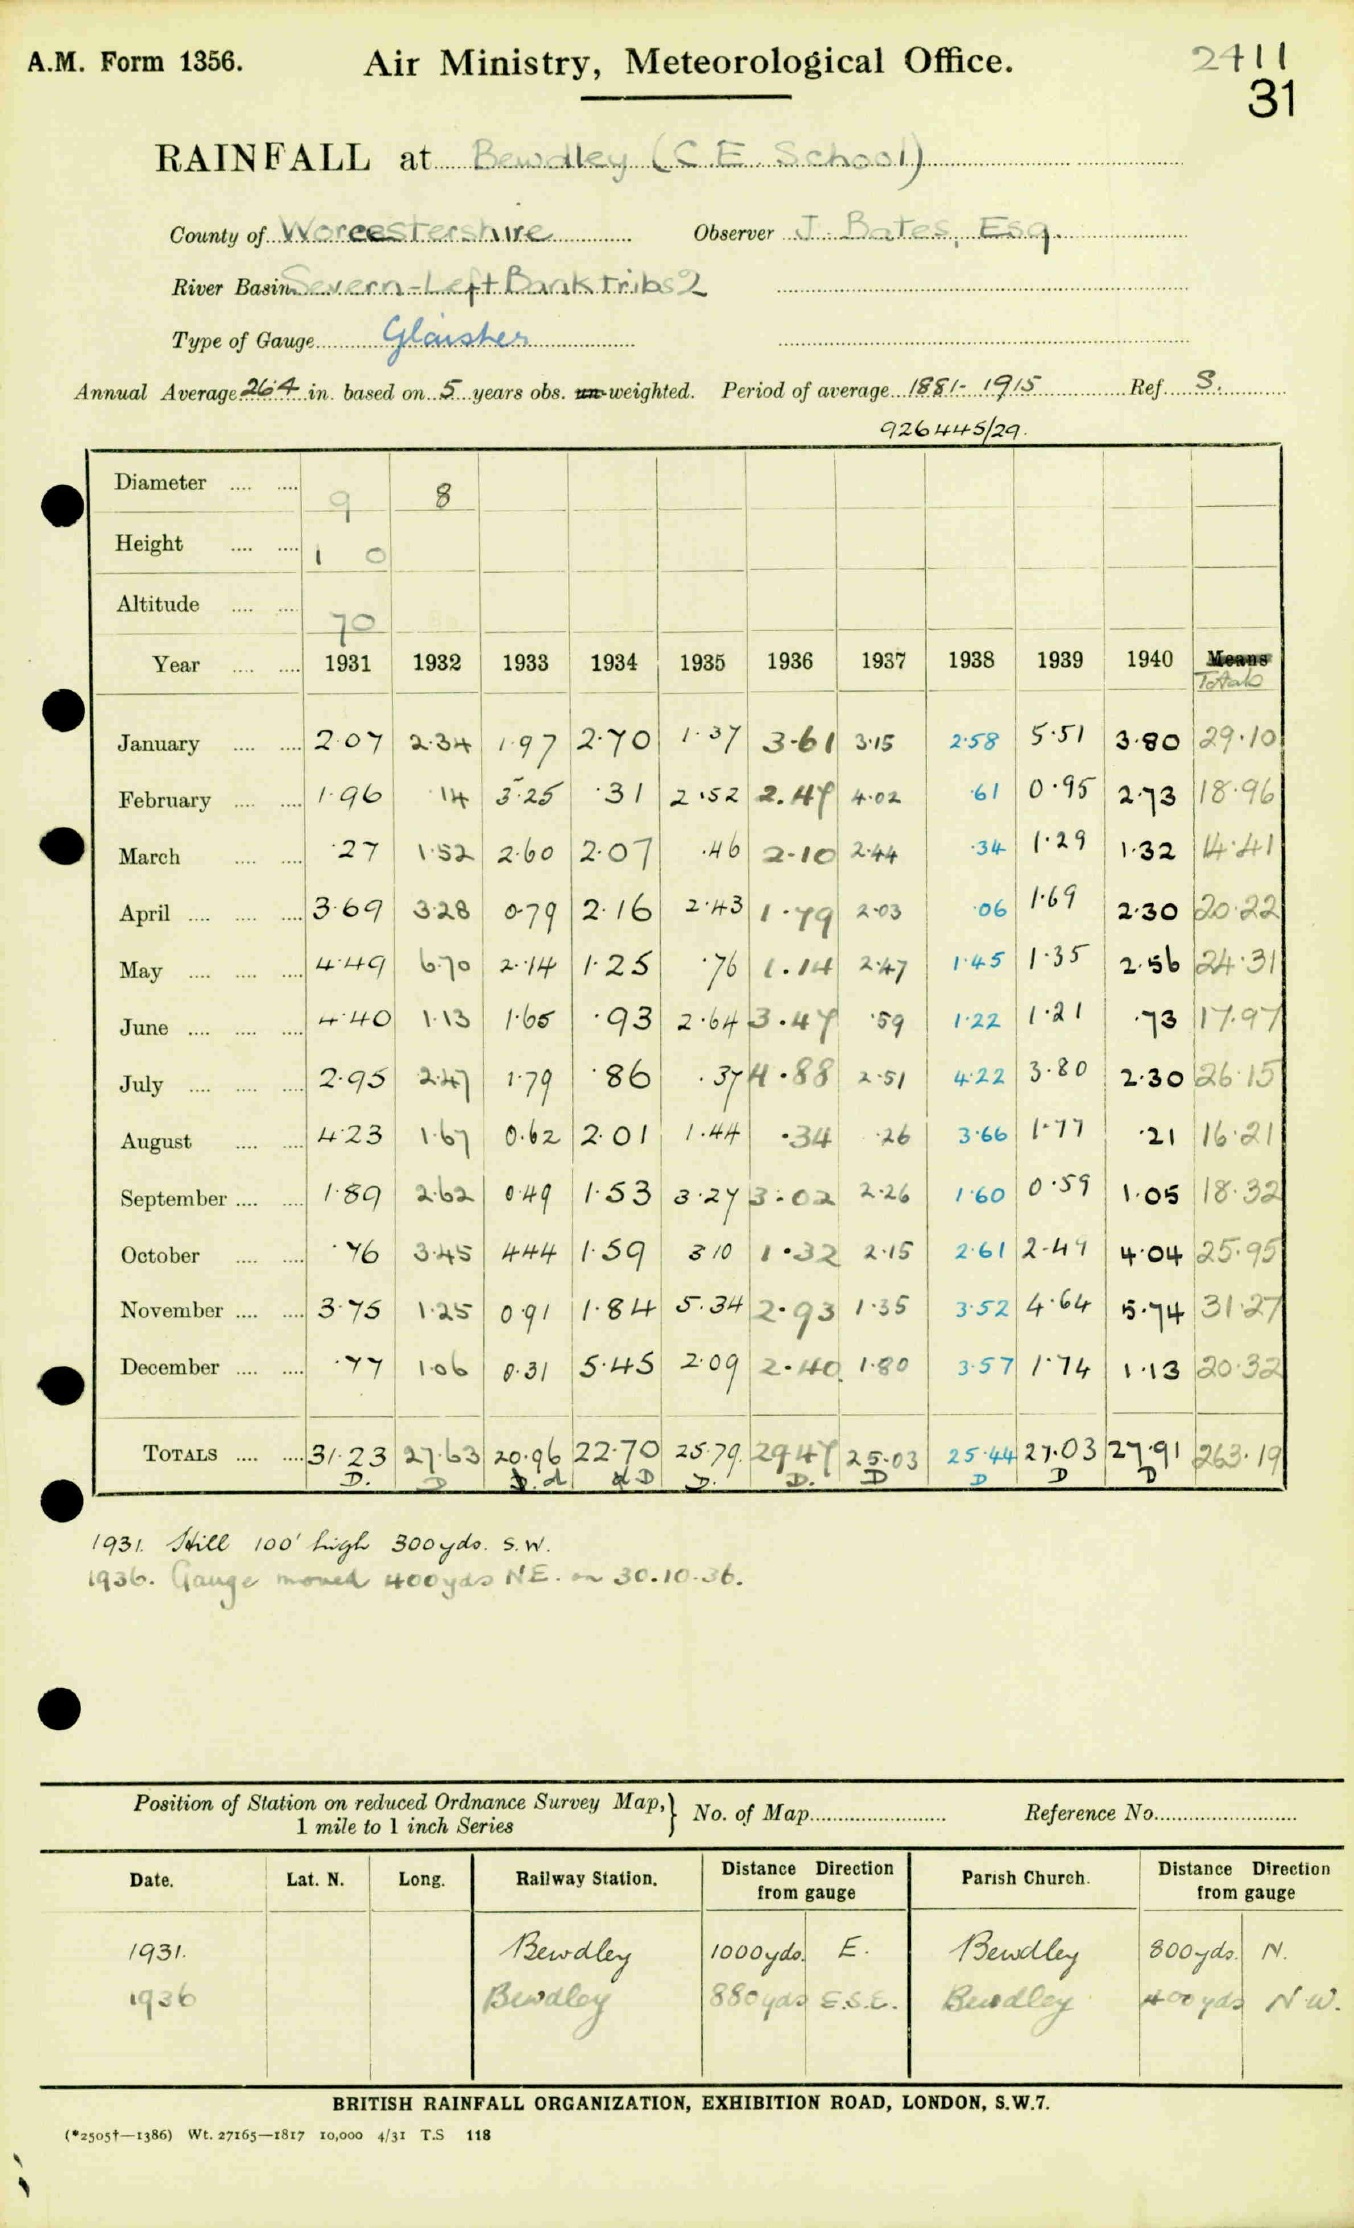 A.M. Form 1356. Air Ministry, Meteorological Office. 2411
31
RAINFALL at Bewdley (C.E. School)
County of Worcestershire Observer J. Bates, Esq.
River Basin Severn-Left Bank Tribs 2
Type of Gauge Glaisher
Annual Average 26.4 in. based on 5 years obs. un-weighted. Period of average 1881-1915 Ref. S.
926445/29.
Diameter .... .... 9 8
Height .... .... 1 0
Altitude .... .... 70
Year .... .... 1931 1932 1933 1934 1935 1936 1937 1938 1939 1940 Means
Totals
January .... .... 2.07 2.34 1.97 2.70 1.37 3.61 3.15 2.58 5.51 3.80 29.10
February .... .... 1.96 .14 3.25 .31 2.52 2.47 4.02 .61 0.95 2.73 18.96
March .... .... .27 1.52 2.60 2.07 .46 2.10 2.44 .34 1.29 1.32 14.41
April .... .... .... 3.69 3.28 0.79 2.16 2.43 1.79 2.03 .06 1.69 2.30 20.22
May .... .... .... 4.49 6.70 2.14 1.25 .76 1.14 2.47 1.45 1.35 2.56 24.31
June .... .... .... 4.40 1.13 1.65 .93 2.64 3.47 .59 1.22 1.21 .73 17.97
July .... .... .... 2.95 2.47 1.79 .86 .37 4.88 2.51 4.22 3.80 2.30 26.15
August .... .... 4.23 1.67 0.62 2.01 1.44 .34 .26 3.66 1.77 .21 16.21
September .... .... 1.89 2.62 0.49 1.53 3.27 3.02 2.26 1.60 0.59 1.05 18.32
October .... .... .76 3.45 4.44 1.59 3.10 1.32 2.15 2.61 2.49 4.04 25.95
November .... .... 3.75 1.25 0.91 1.84 5.34 2.93 1.35 3.52 4.64 5.74 31.27
December .... .... .77 1.06 0.31 5.45 2.09 2.40 1.80 3.57 1.74 1.13 20.32
TOTALS .... .... 31.23 27.63 20.96 22.70 25.79. 29.47 25.03 25.44 27.03 27.91 263.19
D. D D. d d D D. D. D D D D
1931. Hill 100' high 300yds. S.W.
1936. Gauge moved 400yds NE. on 30.10.36.
Position of Station on reduced Ordnance Survey Map,
1 mile to 1 inch Series } No. of Map Reference No.
Date. Lat. N. Long. Railway Station. Distance Direction from gauge Parish Church. Distance Direction from gauge
1931. Bewdley 1000yds. E. Bewdley 800yds. N.
1936 Bewdley 880yds E.S.E. Bewdley 400yds N.W.
BRITISH RAINFALL ORGANIZATION, EXHIBITION ROAD, LONDON, S.W.7.
(*2505†—1386) Wt. 27165—1817 10,000 4/31 T.S 118